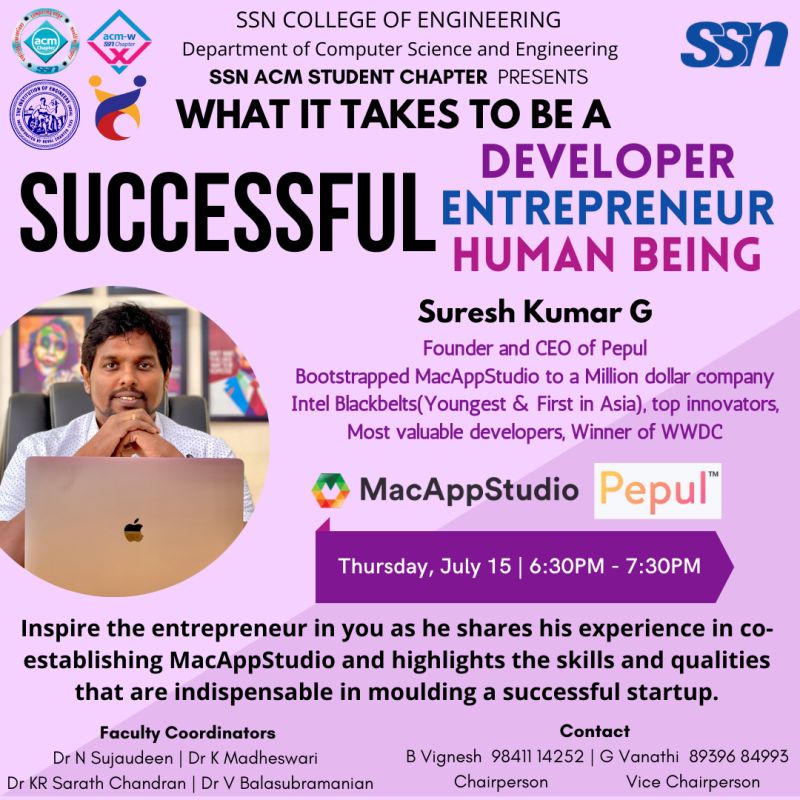 acm
Chapter
SSN
acm-w
SSN Chapter
ssn
SSN COLLEGE OF ENGINEERING
Department of Computer Science and Engineering
SSN ACM STUDENT CHAPTER PRESENTS
WHAT IT TAKES TO BE A
SUCCESSFUL
DEVELOPER
ENTREPRENEUR
HUMAN BEING
Suresh Kumar G
Founder and CEO of Pepul
Bootstrapped MacAppStudio to a Million dollar company
Intel Blackbelts(Youngest & First in Asia), top innovators,
Most valuable developers, Winner of WWDC
MacAppStudio Pepul™
Thursday, July 15 | 6:30PM - 7:30PM
Inspire the entrepreneur in you as he shares his experience in co-
establishing MacAppStudio and highlights the skills and qualities
that are indispensable in moulding a successful startup.
Faculty Coordinators
Dr N Sujaudeen | Dr K Madheswari
Dr KR Sarath Chandran | Dr V Balasubramanian
Contact
B Vignesh 98411 14252 | G Vanathi 89396 84993
Chairperson Vice Chairperson